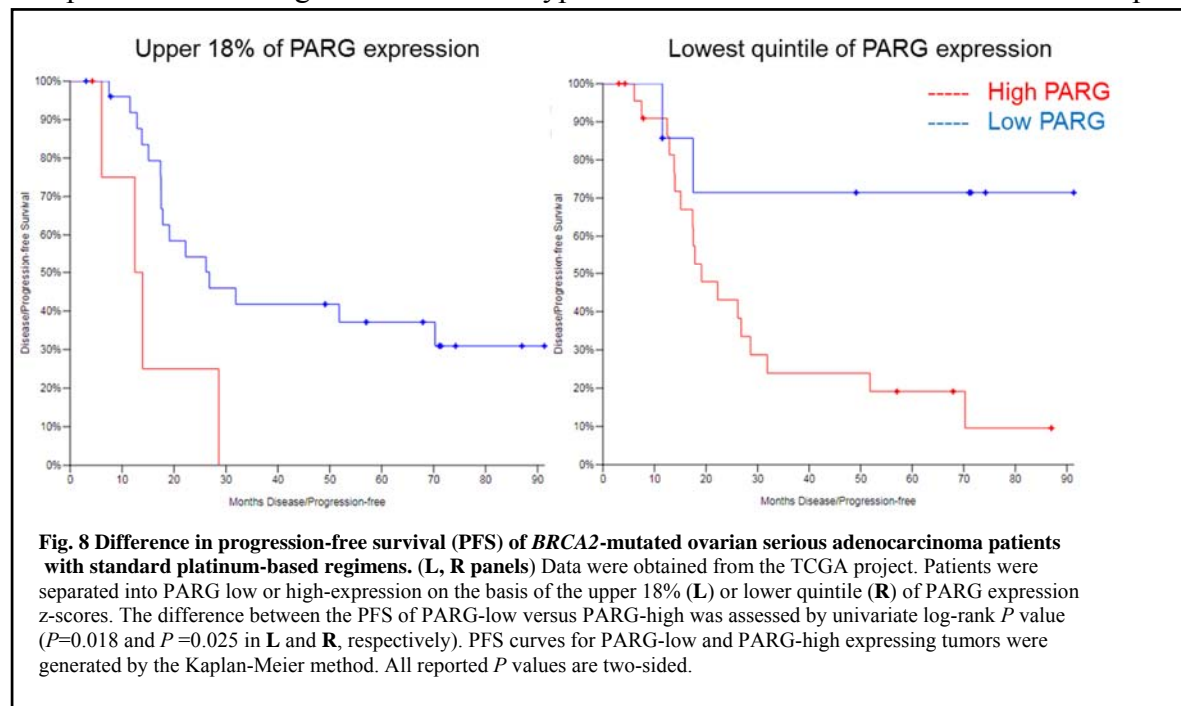 Upper 18% of PARG expression
Lowest quintile of PARG expression
High PARG
Low PARG
100%
90%
80%
70%
60%
50%
40%
30%
20%
10%
0%
Disease/Progression-free Survival
0 10 20 30 40 50 60 70 80 90
Months Disease/Progression-free
100%
90%
80%
70%
60%
50%
40%
30%
20%
10%
0%
Disease/Progression-free Survival
0 10 20 30 40 50 60 70 80 90
Months Disease/Progression-free
Fig. 8 Difference in progression-free survival (PFS) of BRCA2-mutated ovarian serious adenocarcinoma patients
with standard platinum-based regimens. (L, R panels) Data were obtained from the TCGA project. Patients were
separated into PARG low or high-expression on the basis of the upper 18% (L) or lower quintile (R) of PARG expression
z-scores. The difference between the PFS of PARG-low versus PARG-high was assessed by univariate log-rank P value
(P=0.018 and P =0.025 in L and R, respectively). PFS curves for PARG-low and PARG-high expressing tumors were
generated by the Kaplan-Meier method. All reported P values are two-sided.